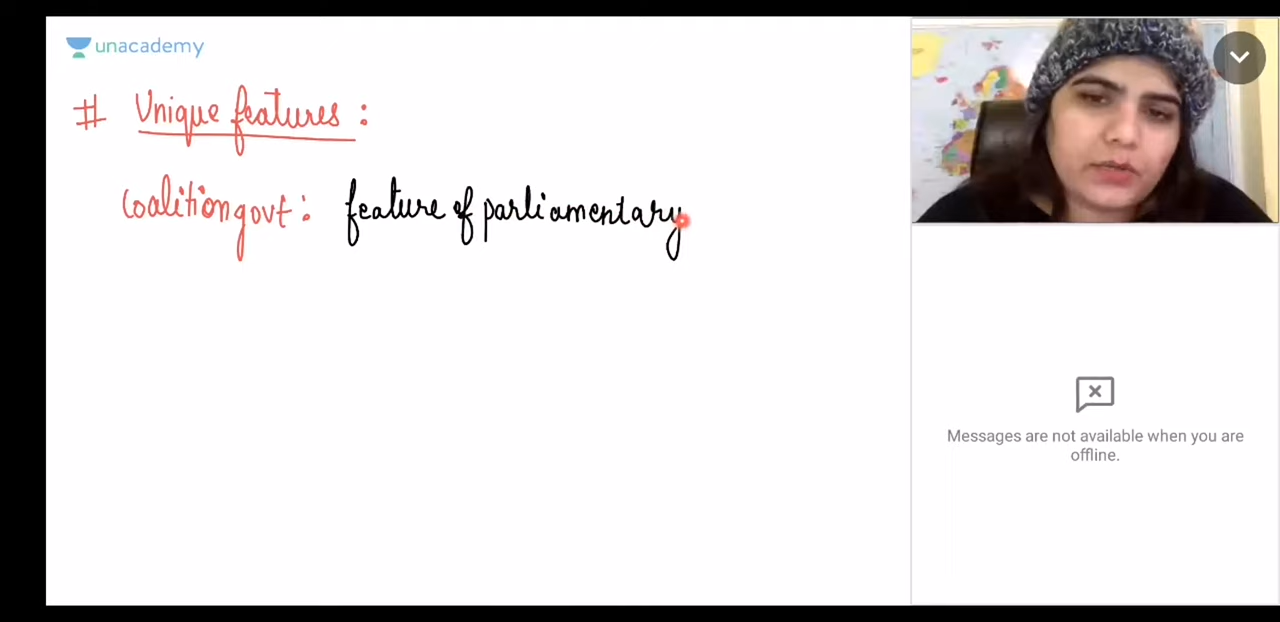 unacademy
# Unique features :
Coalition govt : feature of parliamentary
Messages are not available when you are
offline.